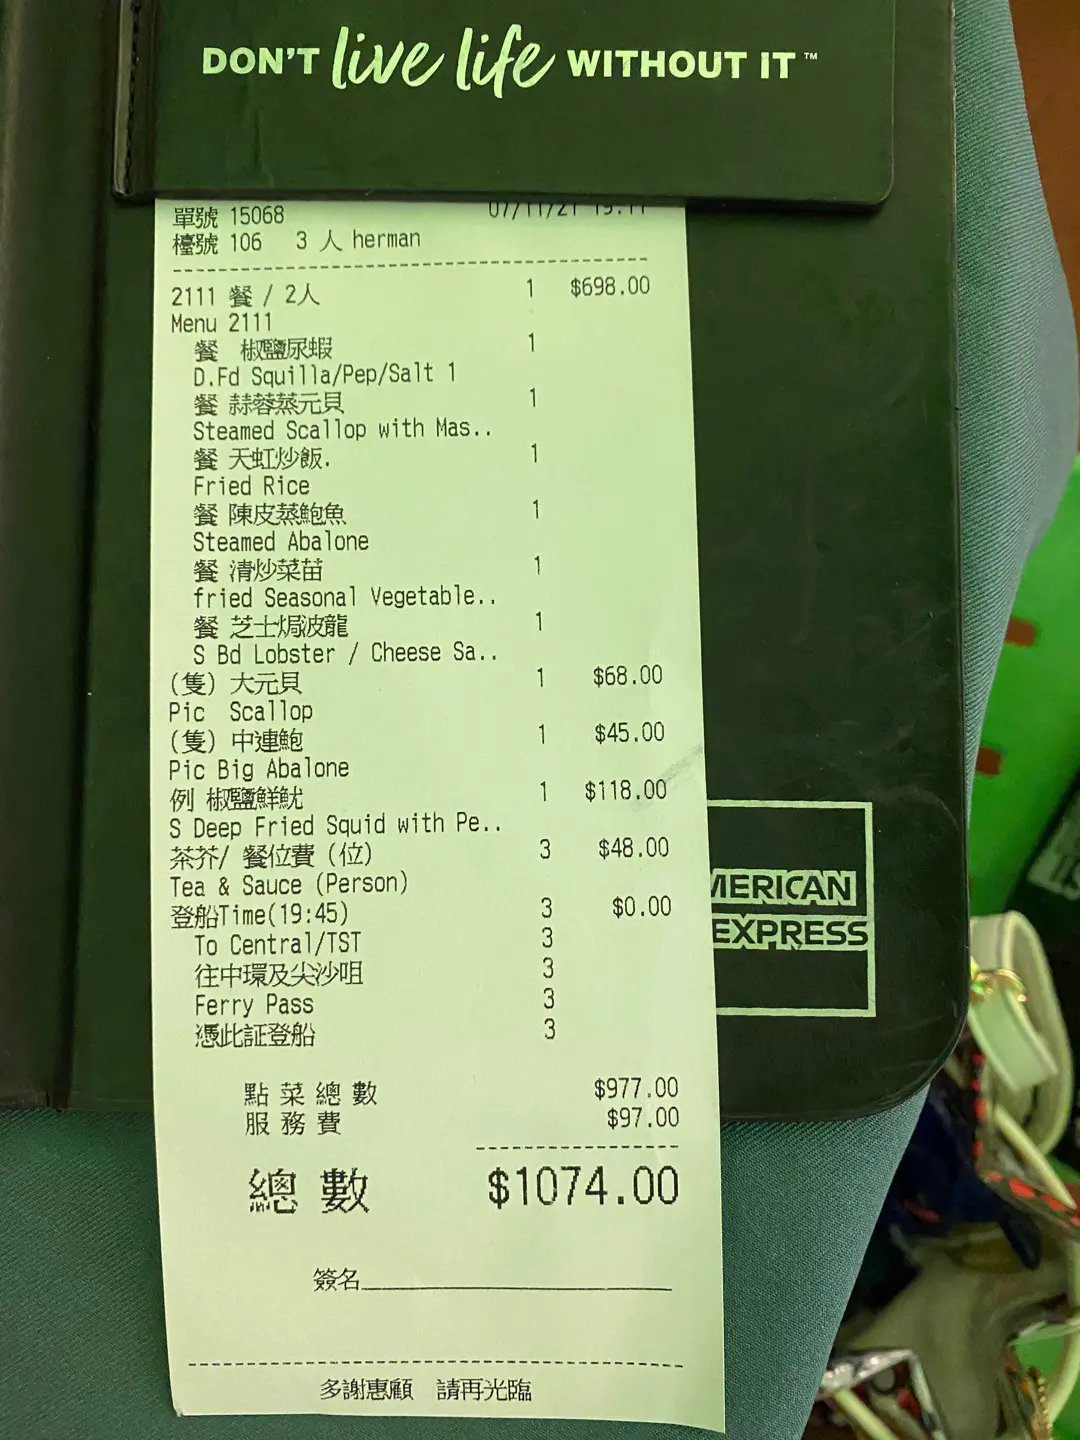 DON'T live life WITHOUT IT™
單號 15068 07/11/21 19:11
檯號 106 3 人 herman
2111 餐 / 2人 1 $698.00
Menu 2111
餐 椒鹽尿蝦 1
D.Fd Squilla/Pep/Salt 1
餐 蒜蓉蒸元貝 1
Steamed Scallop with Mas..
餐 天虹炒飯. 1
Fried Rice
餐 陳皮蒸鮑魚 1
Steamed Abalone
餐 清炒菜苗 1
fried Seasonal Vegetable..
餐 芝士焗波龍 1
S Bd Lobster / Cheese Sa..
(隻) 大元貝 1 $68.00
Pic Scallop
(隻) 中連鮑 1 $45.00
Pic Big Abalone
例 椒鹽鮮魷 1 $118.00
S Deep Fried Squid with Pe..
茶芥/ 餐位費 (位) 3 $48.00
Tea & Sauce (Person)
登船Time(19:45) 3 $0.00
To Central/TST 3
往中環及尖沙咀 3
Ferry Pass 3
憑此証登船 3
點菜總數 $977.00
服務費 $97.00
總數 $1074.00
簽名
多謝惠顧 請再光臨
MERICAN
EXPRESS